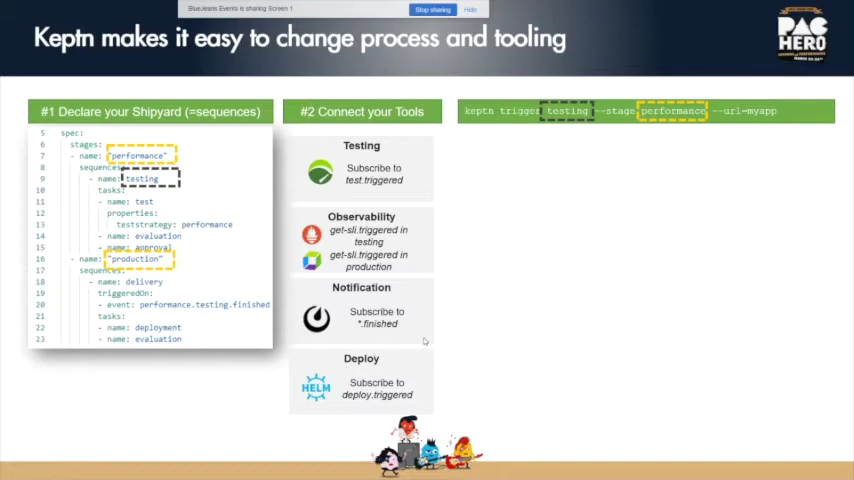 BlueJeans Events is sharing Screen 1
Stop sharing
Hide
Keptn makes it easy to change process and tooling
PAC
HERO
#1 Declare your Shipyard (=sequences)
5 spec:
6 stages:
7 - name: "performance"
8 sequences:
9 - name: testing
10 tasks:
11 - name: test
12 properties:
13 teststrategy: performance
14 - name: evaluation
15 - name: approval
16 - name: "production"
17 sequences:
18 - name: delivery
19 triggeredOn:
20 - event: performance.testing.finished
21 tasks:
22 - name: deployment
23 - name: evaluation
#2 Connect your Tools
Testing
Subscribe to
test.triggered
Observability
get-sli.triggered in
testing
get-sli.triggered in
production
Notification
Subscribe to
*.finished
Deploy
HELM
Subscribe to
deploy.triggered
keptn trigger testing --stage performance --url=myapp